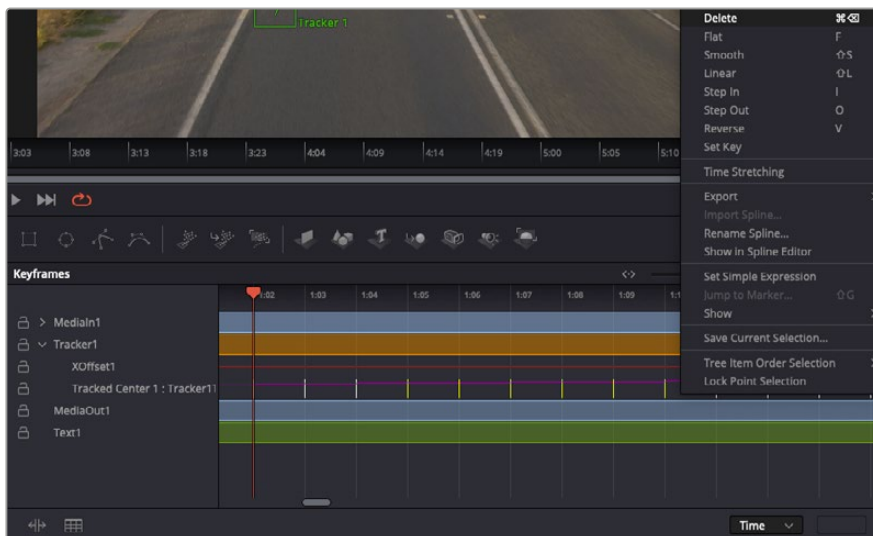 Tracker 1
3:03 3:08 3:13 3:18 3:23 4:04 4:09 4:14 4:19 5:00 5:05 5:10
Delete ⌘⌫
Flat F
Smooth ⇧S
Linear ⇧L
Step In I
Step Out O
Reverse V
Set Key
Time Stretching
Export
Import Spline...
Rename Spline...
Show in Spline Editor
Set Simple Expression
Jump to Marker... ⇧G
Show
Save Current Selection...
Tree Item Order Selection
Lock Point Selection
Keyframes
1:02 1:03 1:04 1:05 1:06 1:07 1:08 1:09
MediaIn1
Tracker1
XOffset1
Tracked Center 1 : Tracker11
MediaOut1
Text1
Time